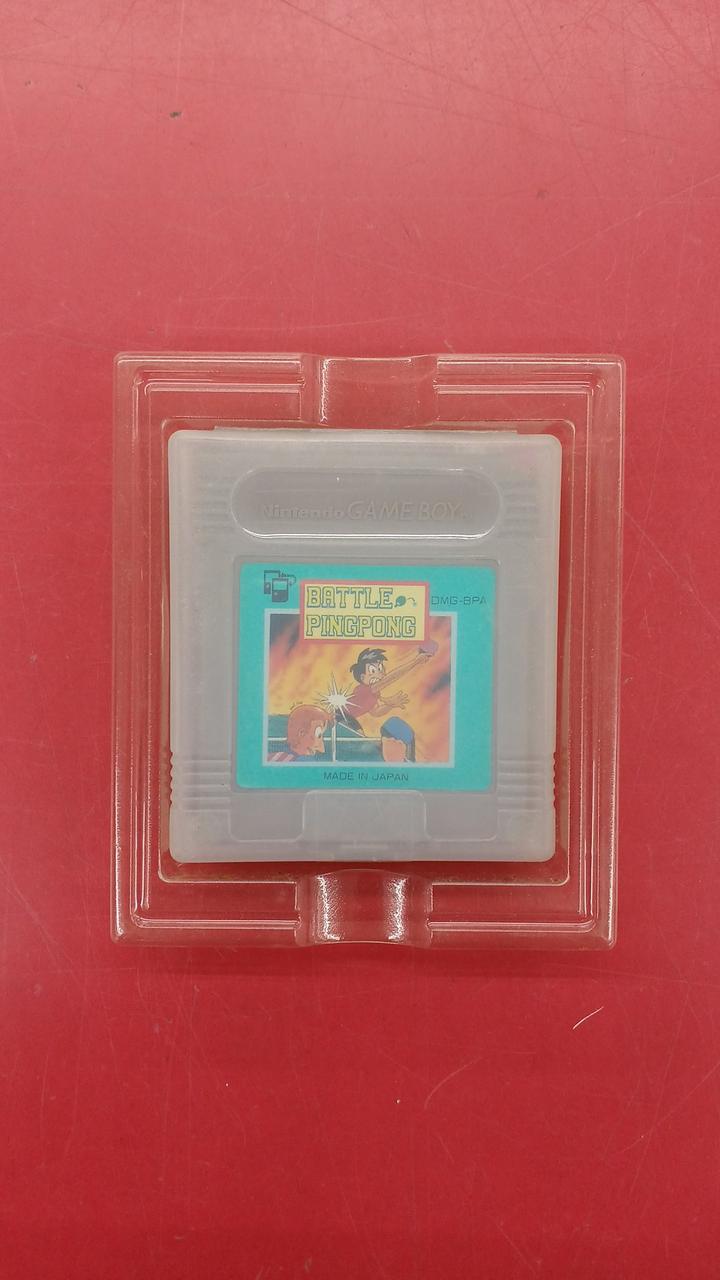 Nintendo GAME BOY
BATTLE
PINGPONG
DMG-BPA
MADE IN JAPAN